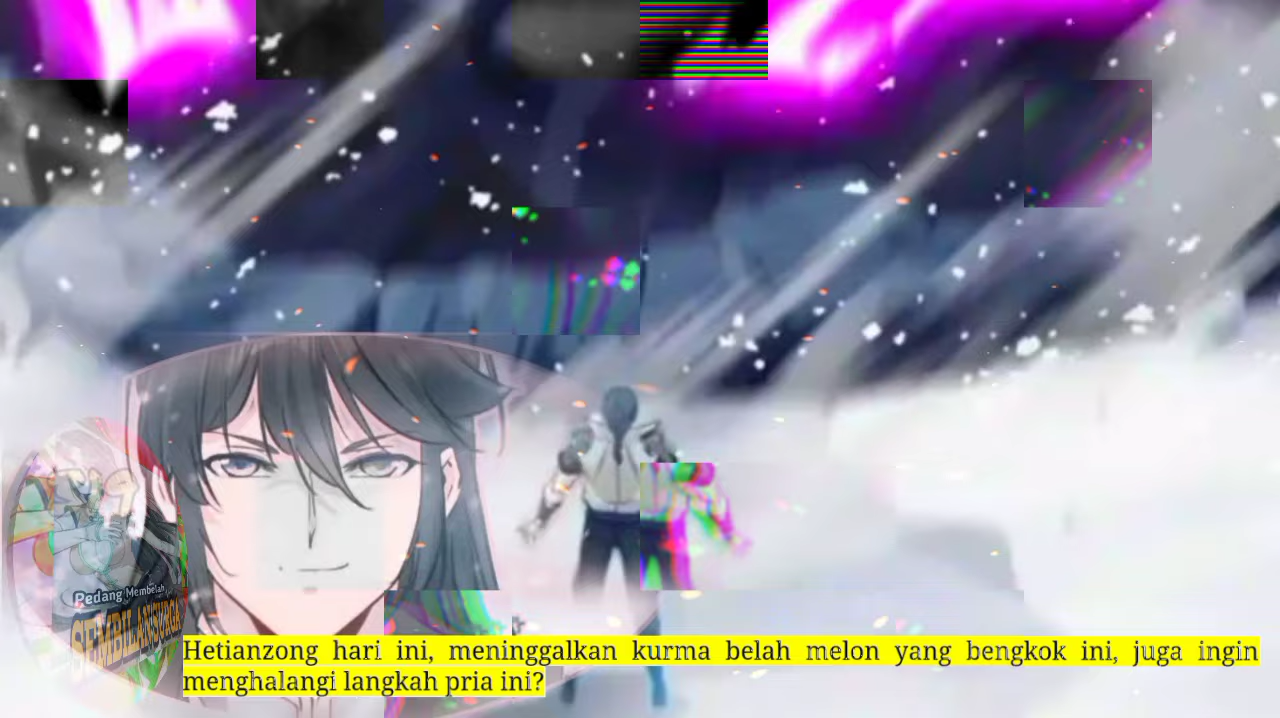 Pedang Membelah
SEMBILAN SURGA
Hetianzong hari ini, meninggalkan kurma belah melon yang bengkok ini, juga ingin
menghalangi langkah pria ini?